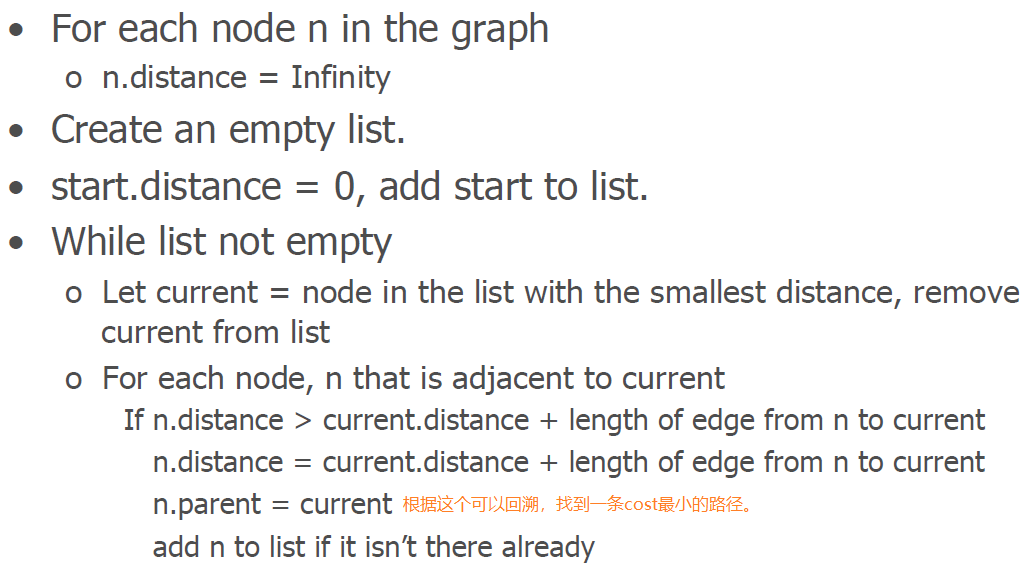 • For each node n in the graph
o n.distance = Infinity
• Create an empty list.
• start.distance = 0, add start to list.
• While list not empty
o Let current = node in the list with the smallest distance, remove
current from list
o For each node, n that is adjacent to current
If n.distance > current.distance + length of edge from n to current
n.distance = current.distance + length of edge from n to current
n.parent = current 根据这个可以回溯，找到一条cost最小的路径。
add n to list if it isn’t there already